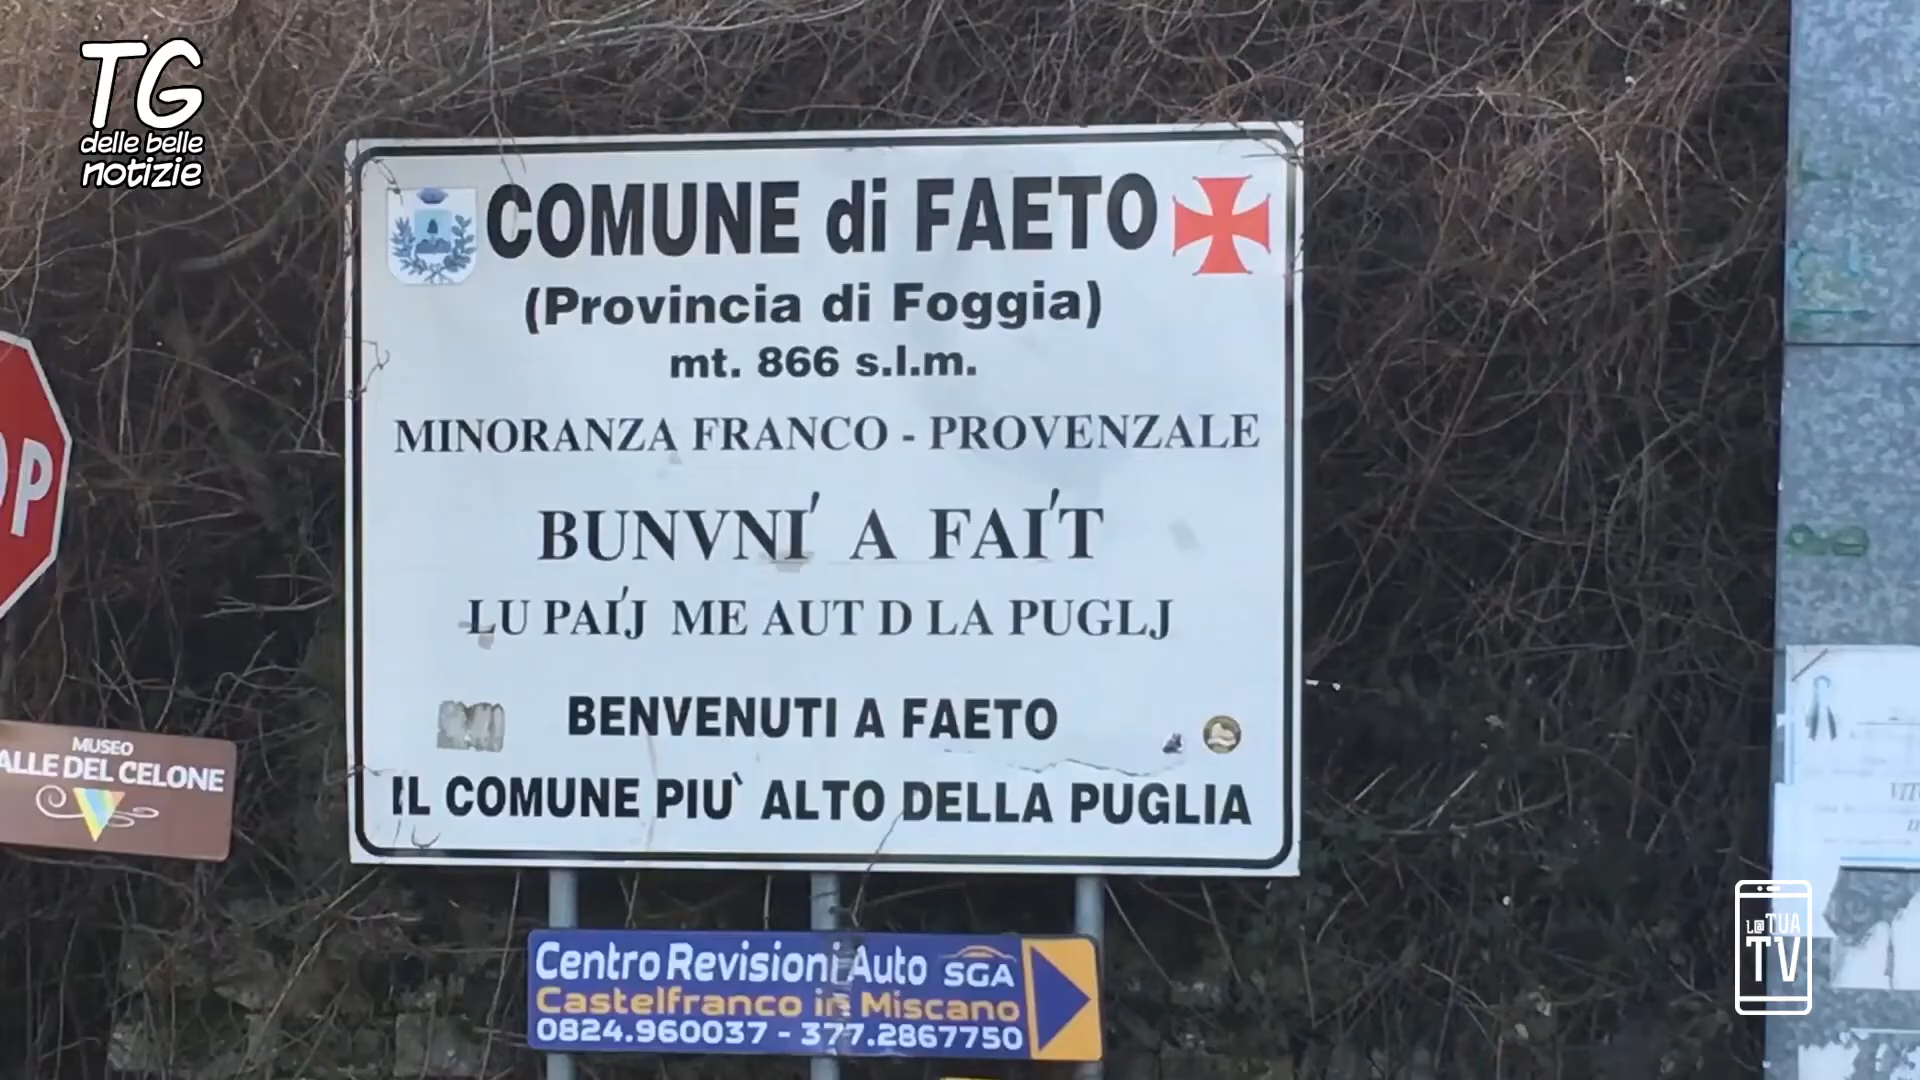 TG
delle belle
notizie
COMUNE di FAETO
(Provincia di Foggia)
mt. 866 s.l.m.
MINORANZA FRANCO - PROVENZALE
BUNVNI´ A FAI´T
LU PAI´J ME AUT D LA PUGLJ
BENVENUTI A FAETO
IL COMUNE PIU` ALTO DELLA PUGLIA
OP
MUSEO
ALLE DEL CELONE
Centro Revisioni Auto SGA
Castelfranco in Miscano
0824.960037 - 377.2867750
L@TUA
TV